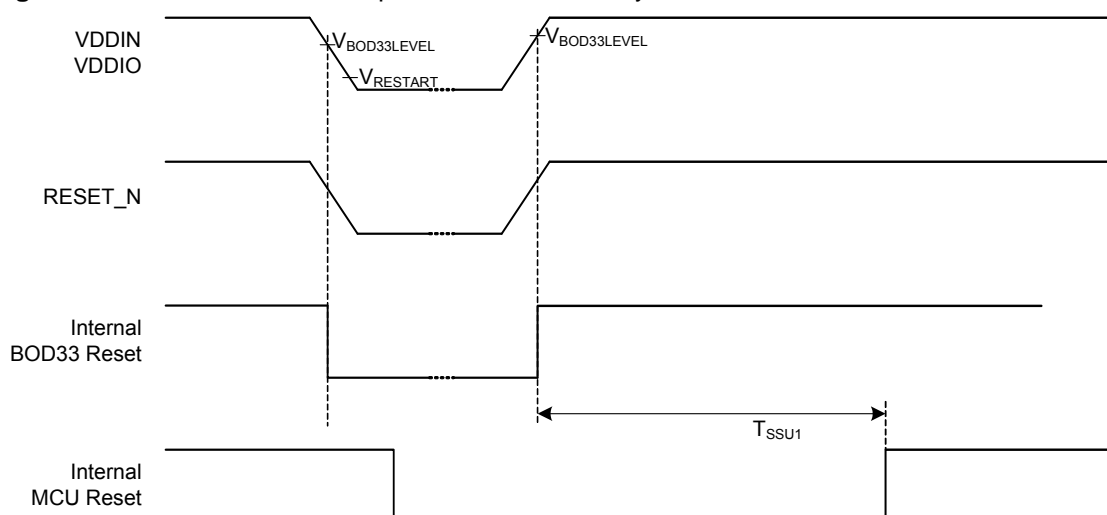 VDDIN
VDDIO
VBOD33LEVEL
VBOD33LEVEL
VRESTART
RESET_N
Internal
BOD33 Reset
TSSU1
Internal
MCU Reset